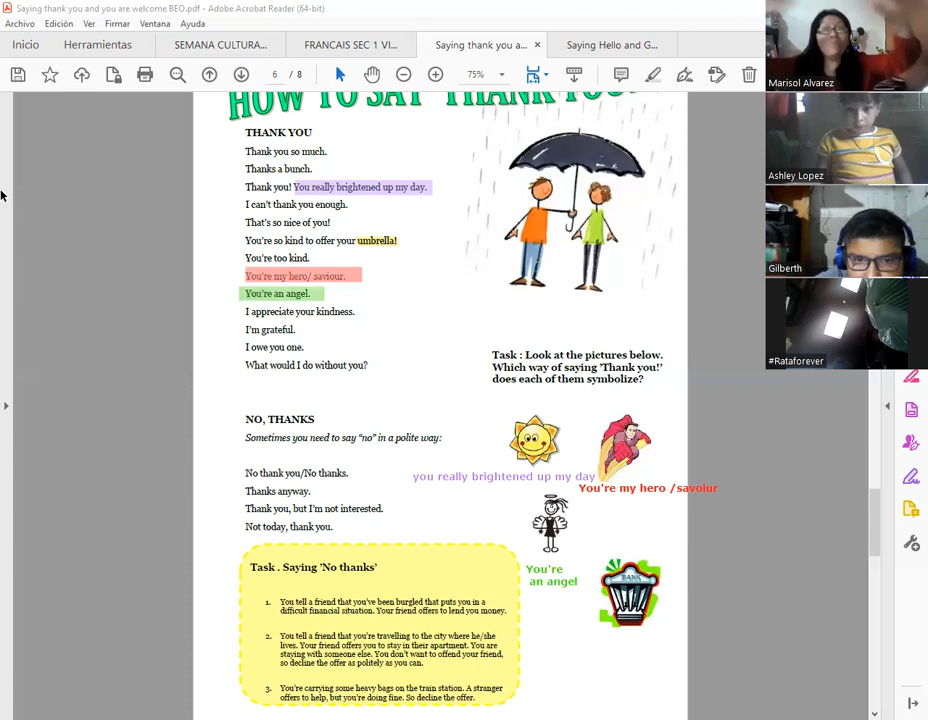 Saying thank you and you are welcome BEO.pdf - Adobe Acrobat Reader (64-bit)
Archivo Edición Ver Firmar Ventana Ayuda
Inicio Herramientas SEMANA CULTURA... FRANCAIS SEC 1 VI... Saying thank you a... × Saying Hello and G...
6 / 8 75%
HOW TO SAY "THANK YOU"
THANK YOU
Thank you so much.
Thanks a bunch.
Thank you! You really brightened up my day.
I can't thank you enough.
That's so nice of you!
You're so kind to offer your umbrella!
You're too kind.
You're my hero/ saviour.
You're an angel.
I appreciate your kindness.
I'm grateful.
I owe you one.
What would I do without you?
Task : Look at the pictures below.
Which way of saying 'Thank you!'
does each of them symbolize?
NO, THANKS
Sometimes you need to say "no" in a polite way:
No thank you/No thanks.
Thanks anyway.
Thank you, but I'm not interested.
Not today, thank you.
you really brightened up my day
You're my hero /savoiur
You're
an angel
BANK
Task . Saying 'No thanks'
1. You tell a friend that you've been burgled that puts you in a
difficult financial situation. Your friend offers to lend you money.
2. You tell a friend that you're travelling to the city where he/she
lives. Your friend offers you to stay in their apartment. You are
staying with someone else. You don't want to offend your friend,
so decline the offer as politely as you can.
3. You're carrying some heavy bags on the train station. A stranger
offers to help, but you're doing fine. So decline the offer.
Marisol Alvarez
Ashley Lopez
Gilberth
#Rataforever